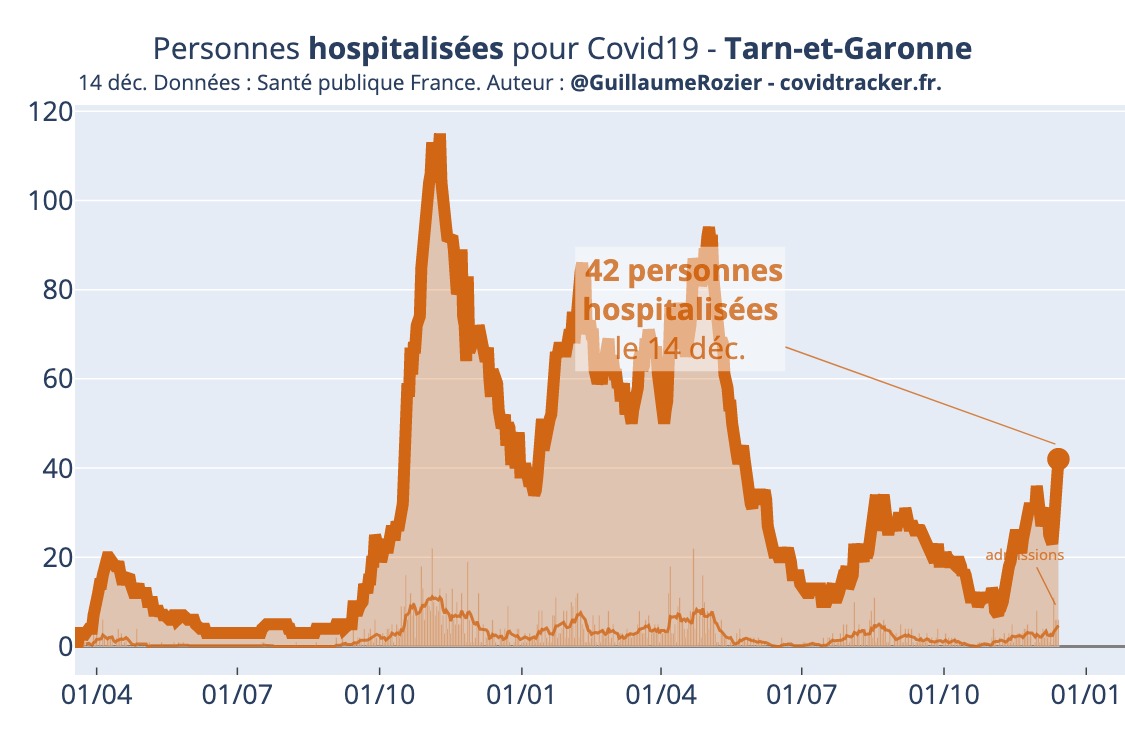 Personnes hospitalisées pour Covid19 - Tarn-et-Garonne
14 déc. Données : Santé publique France. Auteur : @GuillaumeRozier - covidtracker.fr.
120
100
80
60
40
20
0
42 personnes
hospitalisées
le 14 déc.
admissions
01/04 01/07 01/10 01/01 01/04 01/07 01/10 01/01